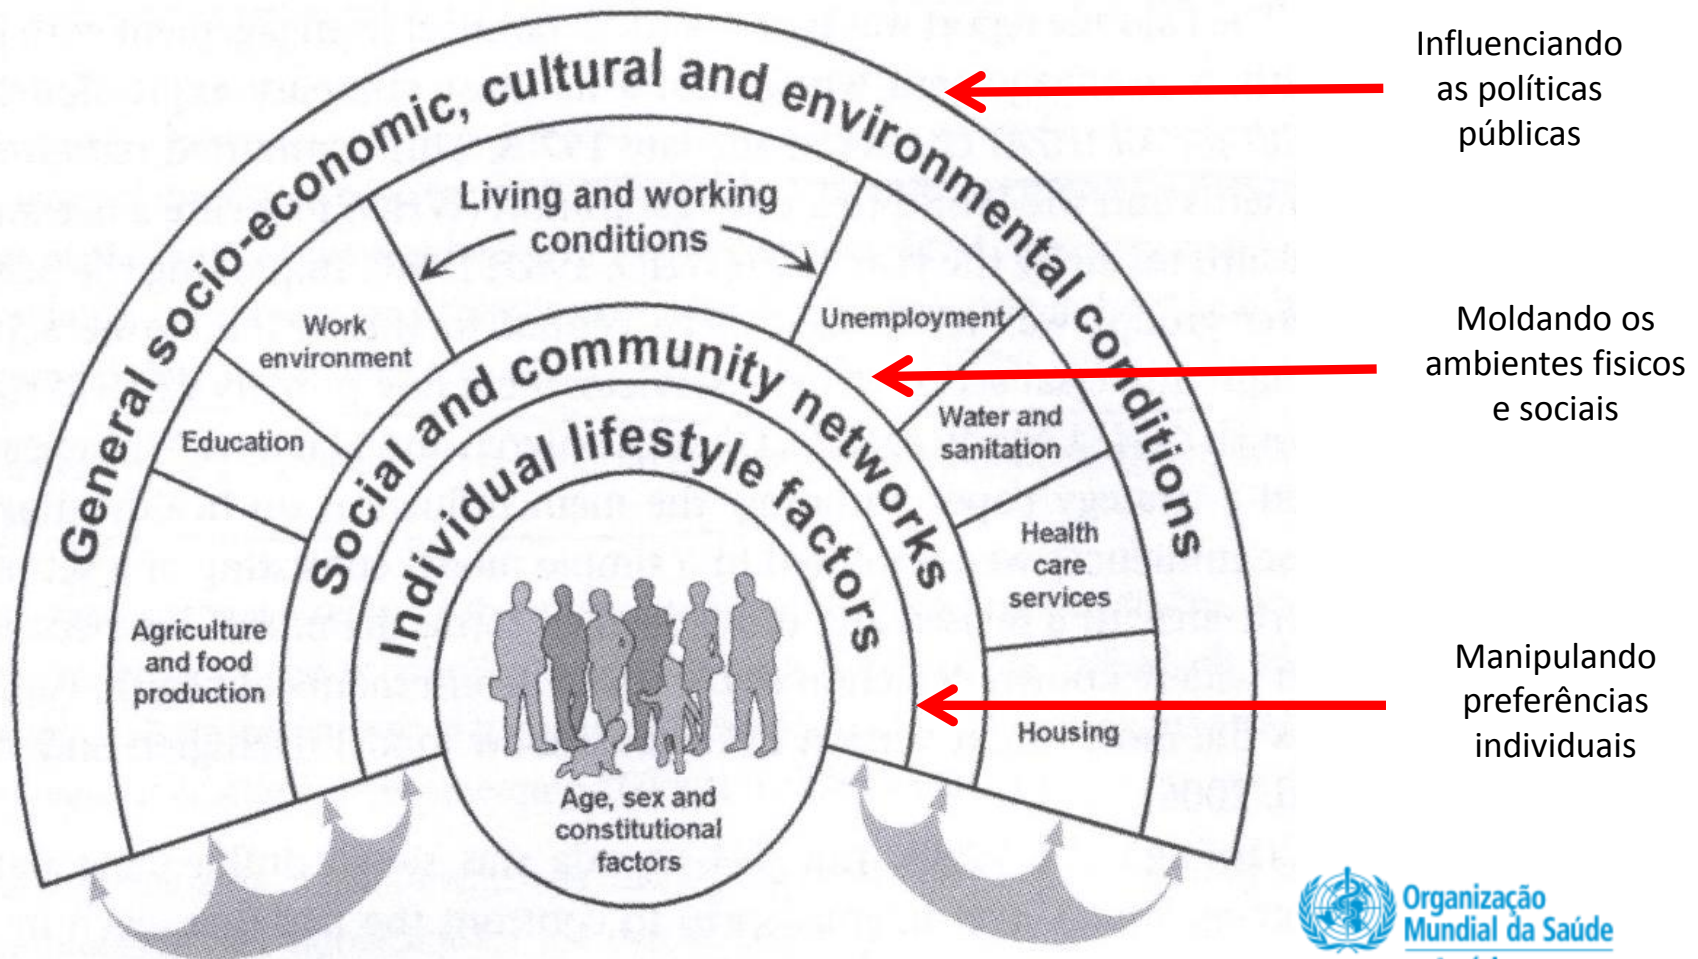 General socio-economic, cultural and environmental conditions
Living and working
conditions
Work
environment
Unemployment
Education
Water and
sanitation
Agriculture
and food
production
Health
care
services
Housing
Social and community networks
Individual lifestyle factors
Age, sex and
constitutional
factors
Influenciando
as políticas
públicas
Moldando os
ambientes fisicos
e sociais
Manipulando
preferências
individuais
Organização
Mundial da Saúde